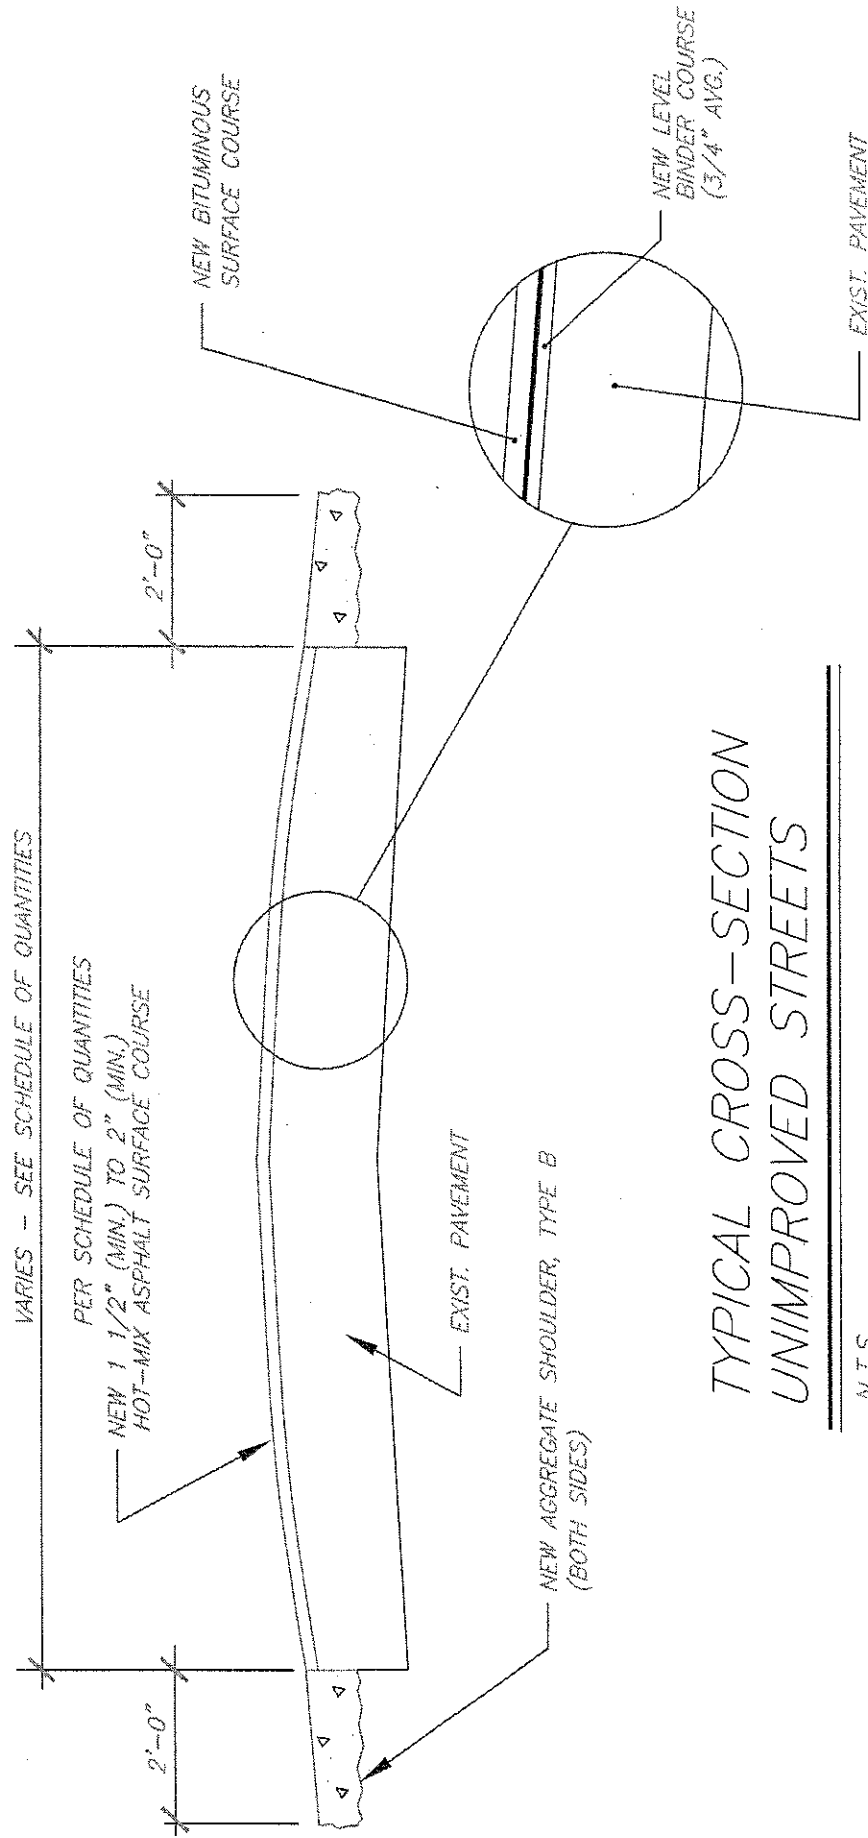 VARIES - SEE SCHEDULE OF QUANTITIES
2'-0"
2'-0"
PER SCHEDULE OF QUANTITIES
NEW 1 1/2" (MIN.) TO 2" (MIN.)
HOT-MIX ASPHALT SURFACE COURSE
NEW BITUMINOUS
SURFACE COURSE
EXIST. PAVEMENT
NEW AGGREGATE SHOULDER, TYPE B
(BOTH SIDES)
NEW LEVEL
BINDER COURSE
(3/4" AVG.)
EXIST. PAVEMENT
TYPICAL CROSS-SECTION
UNIMPROVED STREETS
N.T.S.